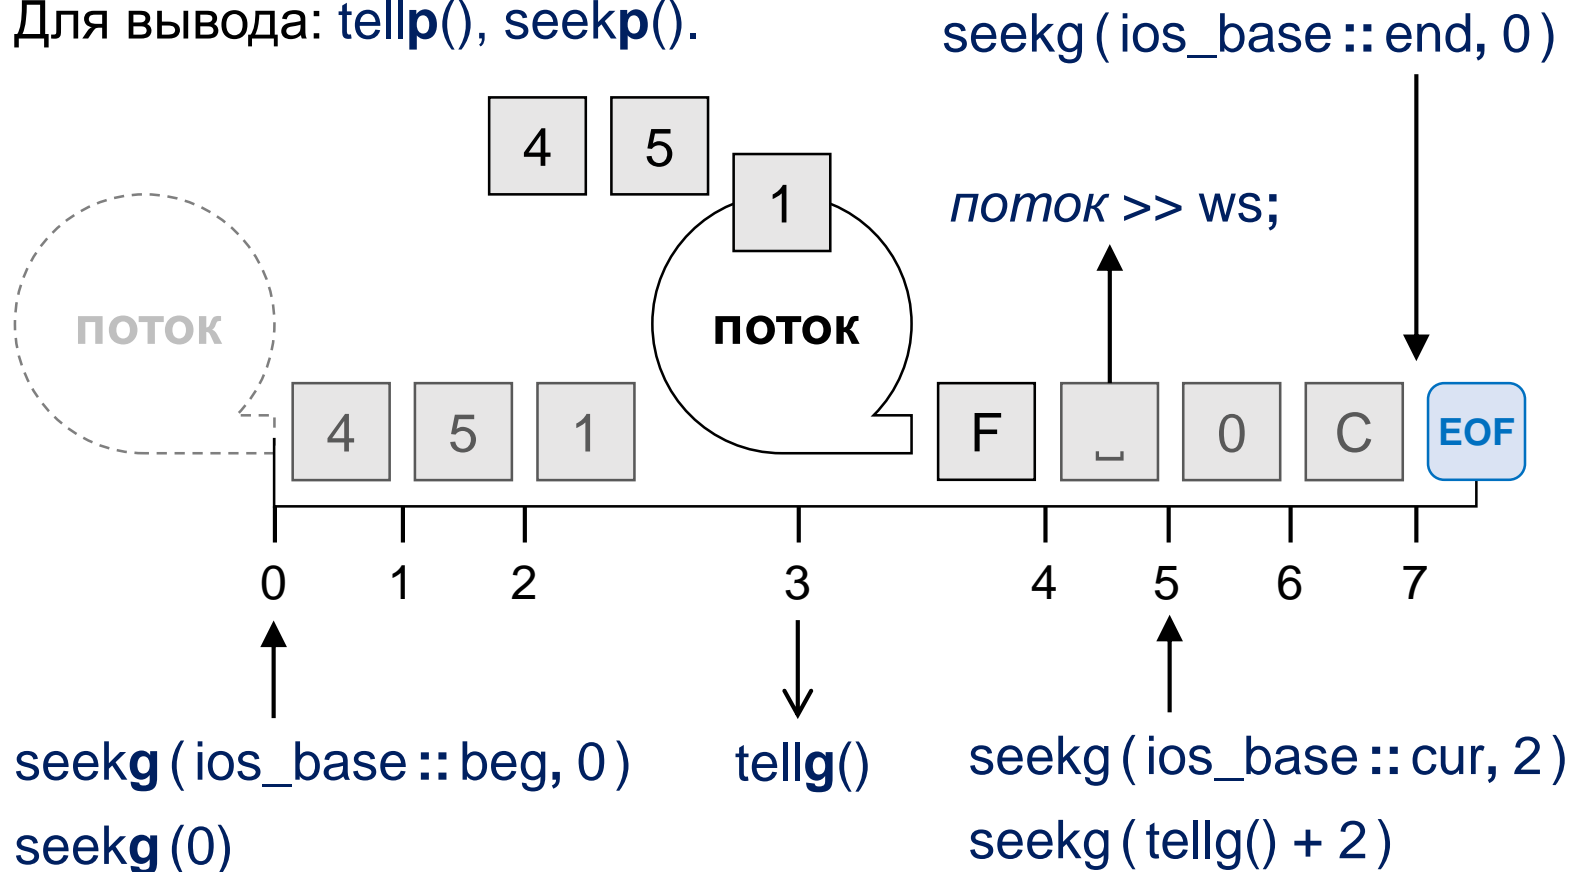 Для вывода: tellp(), seekp().
seekg(ios_base::end, 0)
4 5 1
поток >> ws;
поток
поток
4 5 1 F ␣ 0 C EOF
0 1 2 3 4 5 6 7
seekg(ios_base::beg, 0)
tellg()
seekg(ios_base::cur, 2)
seekg(0)
seekg(tellg() + 2)